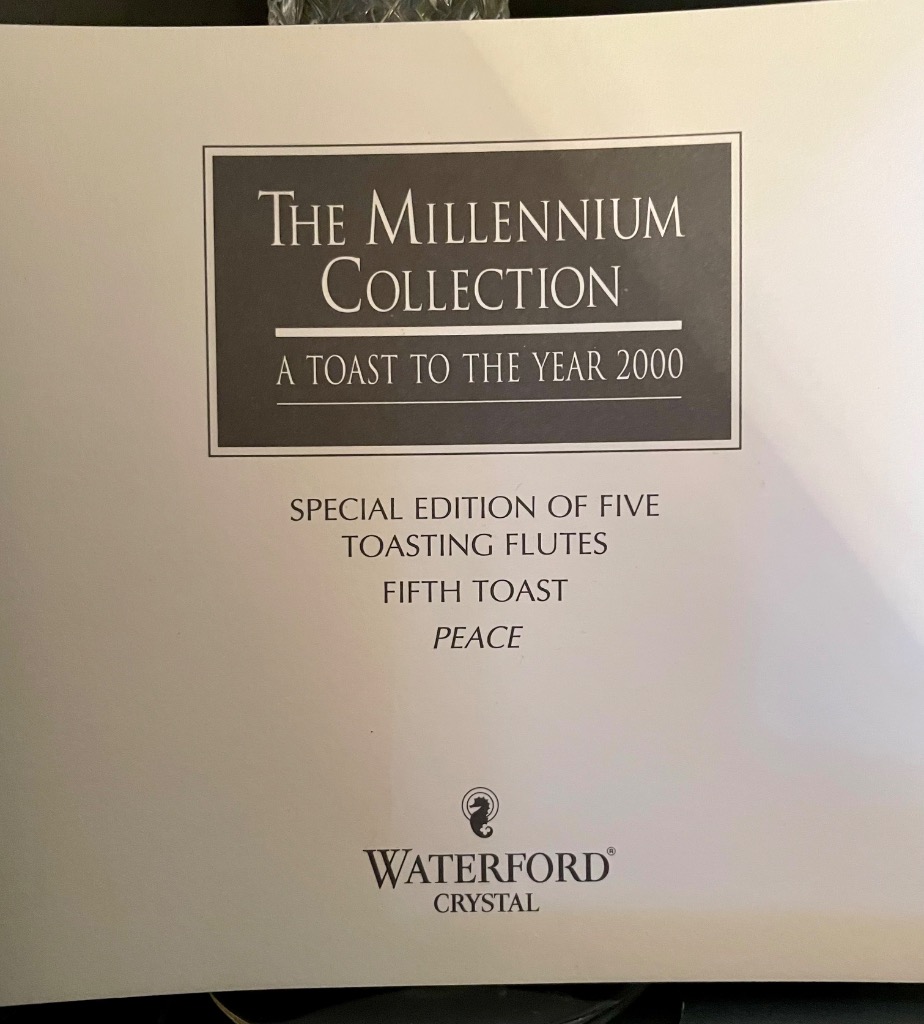 THE MILLENNIUM
COLLECTION
A TOAST TO THE YEAR 2000
SPECIAL EDITION OF FIVE
TOASTING FLUTES
FIFTH TOAST
PEACE
WATERFORD®
CRYSTAL